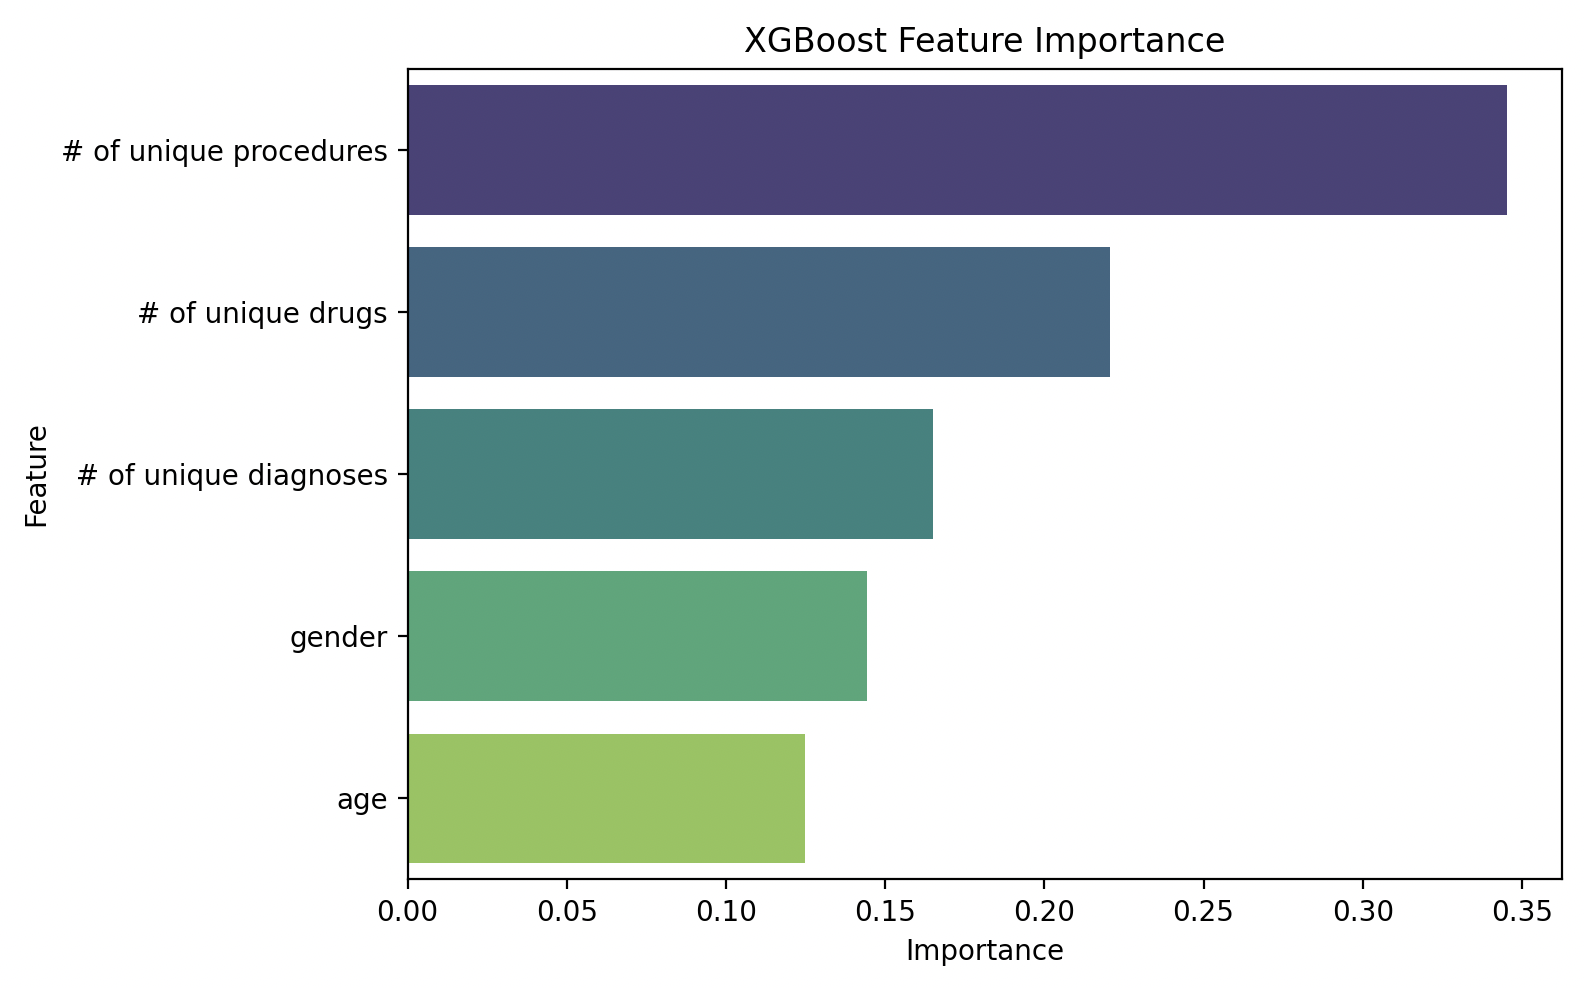 XGBoost Feature Importance
# of unique procedures
# of unique drugs
# of unique diagnoses
gender
age
Feature
0.00 0.05 0.10 0.15 0.20 0.25 0.30 0.35
Importance